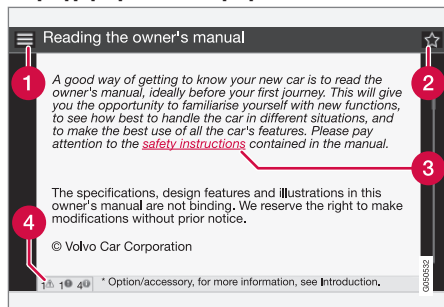 Reading the owner's manual
1
2
A good way of getting to know your new car is to read the
owner's manual, ideally before your first journey. This will give
you the opportunity to familiarise yourself with new functions,
to see how best to handle the car in different situations, and
to make the best use of all the car's features. Please pay
attention to the safety instructions contained in the manual.
3
The specifications, design features and illustrations in this
owner's manual are not binding. We reserve the right to make
modifications without prior notice.
4
© Volvo Car Corporation
1 1 4 * Option/accessory, for more information, see Introduction.
G050532